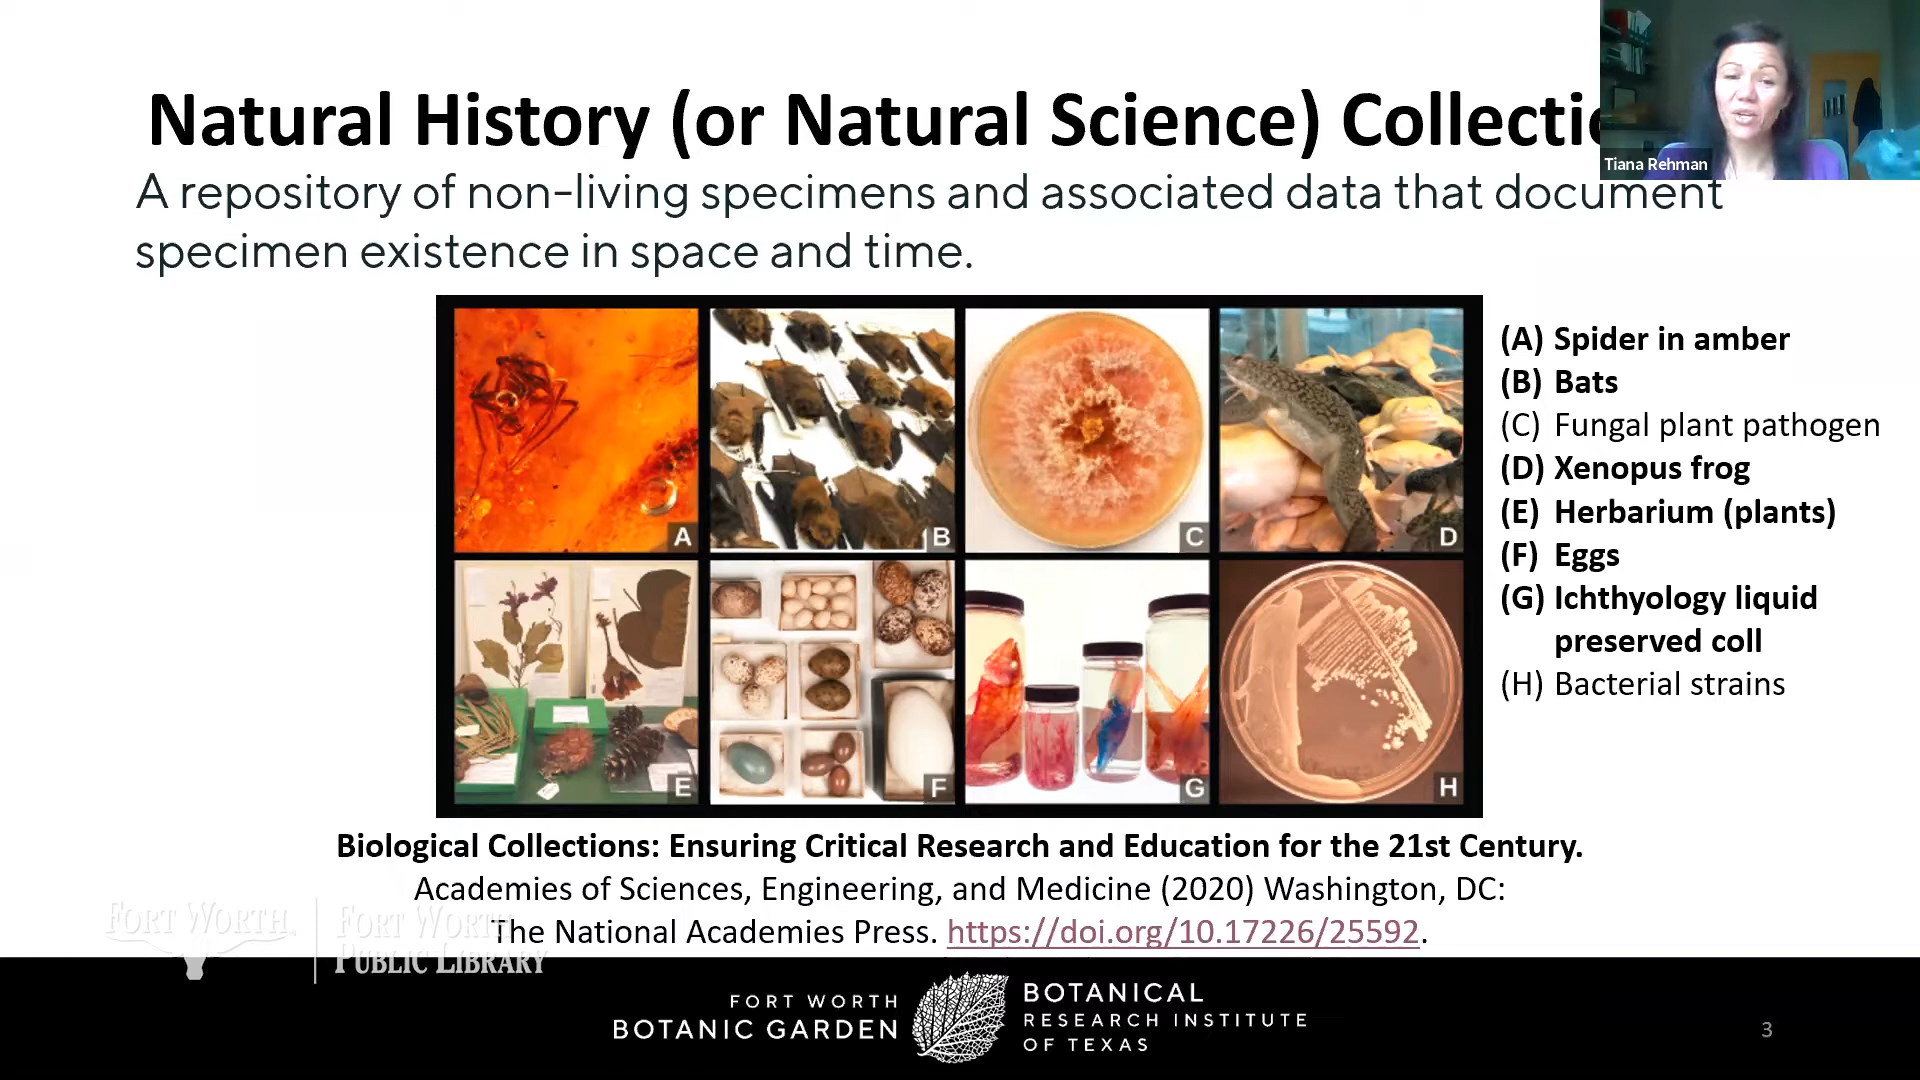 Natural History (or Natural Science) Collectio
Tiana Rehman
A repository of non-living specimens and associated data that document
specimen existence in space and time.
A
B
C
D
E
F
G
H
(A) Spider in amber
(B) Bats
(C) Fungal plant pathogen
(D) Xenopus frog
(E) Herbarium (plants)
(F) Eggs
(G) Ichthyology liquid
preserved coll
(H) Bacterial strains
Biological Collections: Ensuring Critical Research and Education for the 21st Century.
Academies of Sciences, Engineering, and Medicine (2020) Washington, DC:
The National Academies Press. https://doi.org/10.17226/25592.
FORT WORTH
FORT WORTH
PUBLIC LIBRARY
FORT WORTH
BOTANIC GARDEN
BOTANICAL
RESEARCH INSTITUTE
OF TEXAS
3